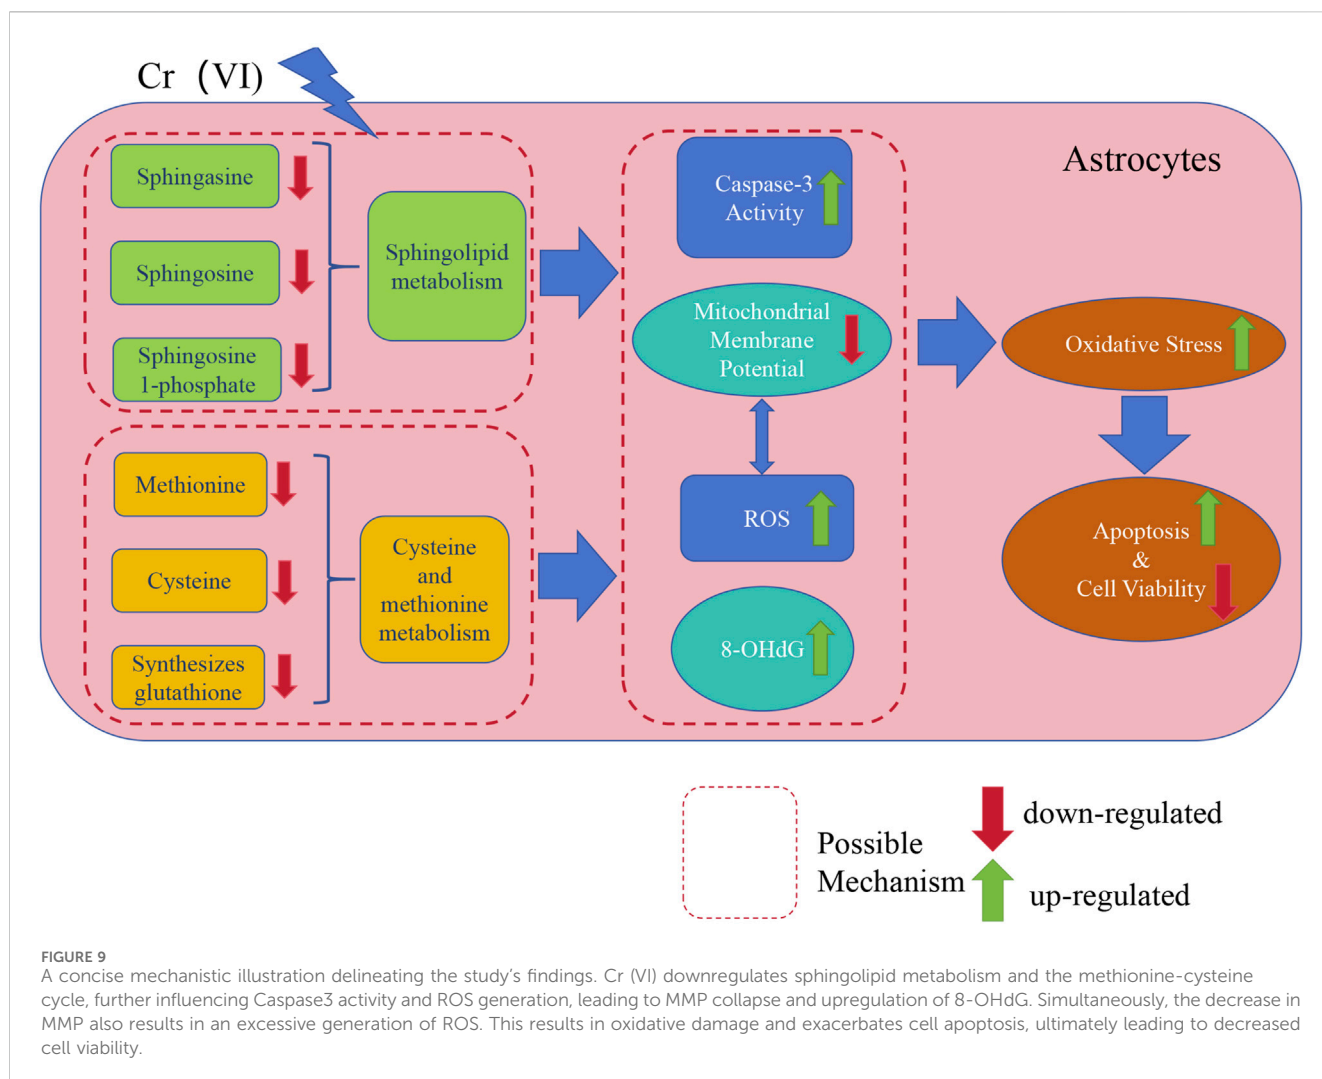 Cr (VI)
Astrocytes
Sphingasine
Sphingosine
Sphingosine
1-phosphate
Sphingolipid
metabolism
Methionine
Cysteine
Synthesizes
glutathione
Cysteine
and
methionine
metabolism
Caspase-3
Activity
Mitochondrial
Membrane
Potential
ROS
8-OHdG
Oxidative Stress
Apoptosis
&
Cell Viability
Possible
Mechanism
down-regulated
up-regulated
FIGURE 9
A concise mechanistic illustration delineating the study's findings. Cr (VI) downregulates sphingolipid metabolism and the methionine-cysteine
cycle, further influencing Caspase3 activity and ROS generation, leading to MMP collapse and upregulation of 8-OHdG. Simultaneously, the decrease in
MMP also results in an excessive generation of ROS. This results in oxidative damage and exacerbates cell apoptosis, ultimately leading to decreased
cell viability.